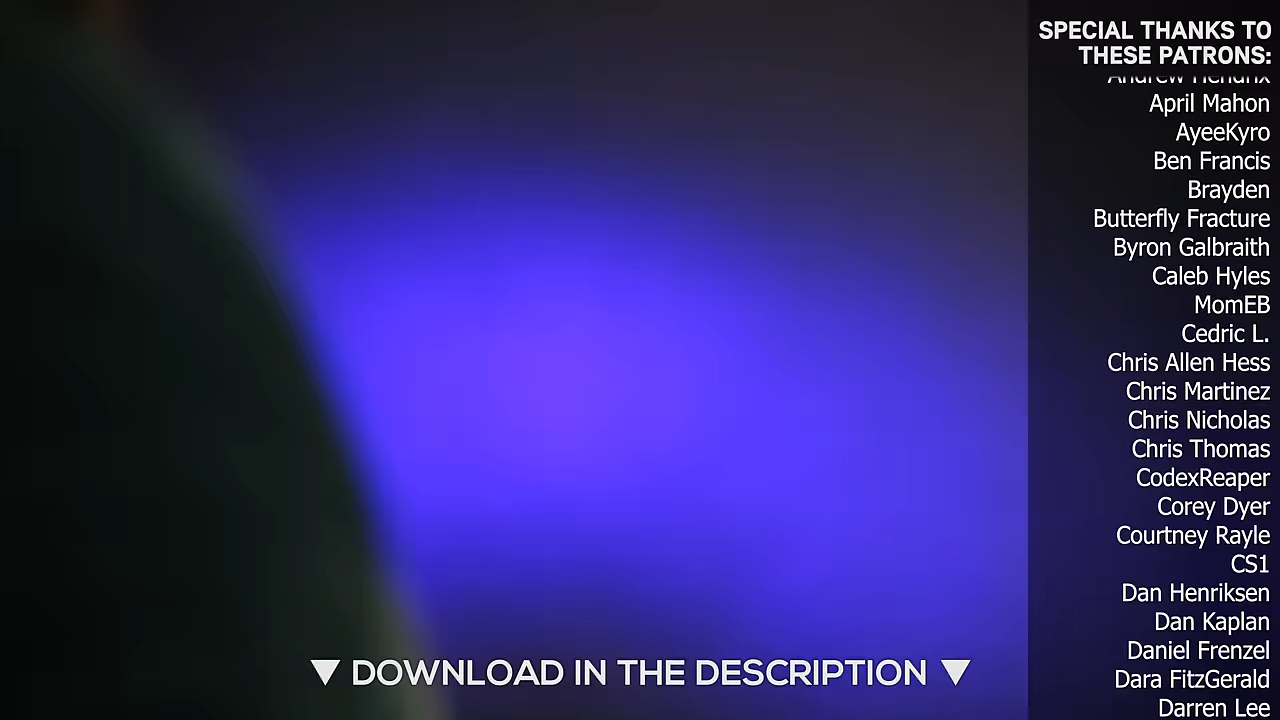 SPECIAL THANKS TO
THESE PATRONS:
Andrew Hendrix
April Mahon
AyeeKyro
Ben Francis
Brayden
Butterfly Fracture
Byron Galbraith
Caleb Hyles
MomEB
Cedric L.
Chris Allen Hess
Chris Martinez
Chris Nicholas
Chris Thomas
CodexReaper
Corey Dyer
Courtney Rayle
CS1
Dan Henriksen
Dan Kaplan
Daniel Frenzel
Dara FitzGerald
Darren Lee
▼ DOWNLOAD IN THE DESCRIPTION ▼